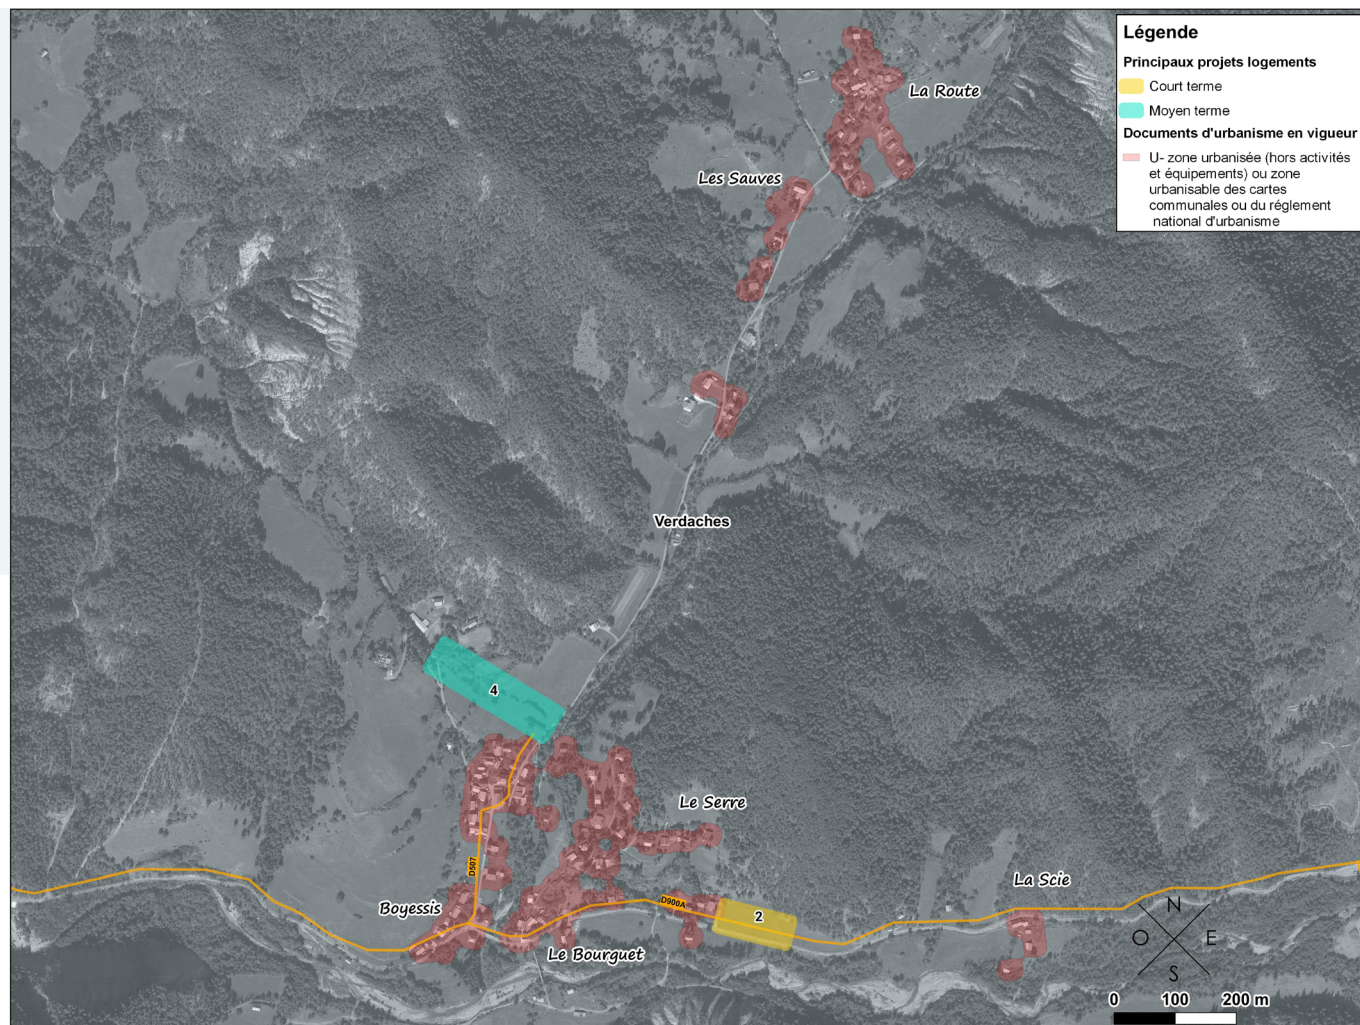 Légende
Principaux projets logements
Court terme
Moyen terme
Documents d'urbanisme en vigueur
U- zone urbanisée (hors activités
et équipements) ou zone
urbanisable des cartes
communales ou du réglement
national d'urbanisme
La Route
Les Sauves
Verdaches
4
Le Serre
D507
La Scie
Boyessis
D900A
2
Le Bourguet
N
O
E
S
0
100
200 m